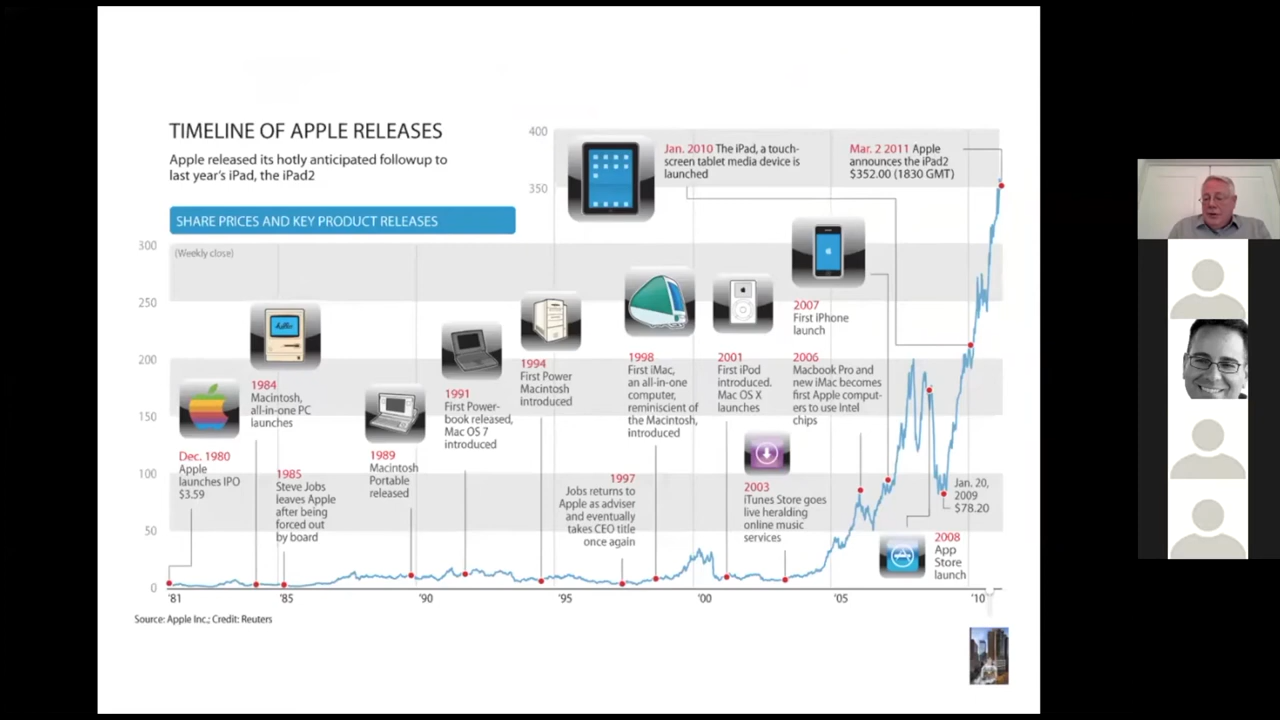 TIMELINE OF APPLE RELEASES
Apple released its hotly anticipated followup to
last year's iPad, the iPad2
SHARE PRICES AND KEY PRODUCT RELEASES
(Weekly close)
400
350
300
250
200
150
100
50
0
Jan. 2010 The iPad, a touch-
screen tablet media device is
launched
Mar. 2 2011 Apple
announces the iPad2
$352.00 (1830 GMT)
Dec. 1980
Apple
launches IPO
$3.59
hello
1984
Macintosh,
all-in-one PC
launches
1985
Steve Jobs
leaves Apple
after being
forced out
by board
1989
Macintosh
Portable
released
1991
First Power-
book released,
Mac OS 7
introduced
1994
First Power
Macintosh
introduced
1997
Jobs returns to
Apple as adviser
and eventually
takes CEO title
once again
1998
First iMac,
an all-in-one
computer,
reminiscent of
the Macintosh,
introduced
2001
First iPod
introduced.
Mac OS X
launches
2003
iTunes Store goes
live heralding
online music
services
2007
First iPhone
launch
2006
Macbook Pro and
new iMac becomes
first Apple comput-
ers to use Intel
chips
Jan. 20,
2009
$78.20
2008
App
Store
launch
'81
'85
'90
'95
'00
'05
'10
Source: Apple Inc.; Credit: Reuters